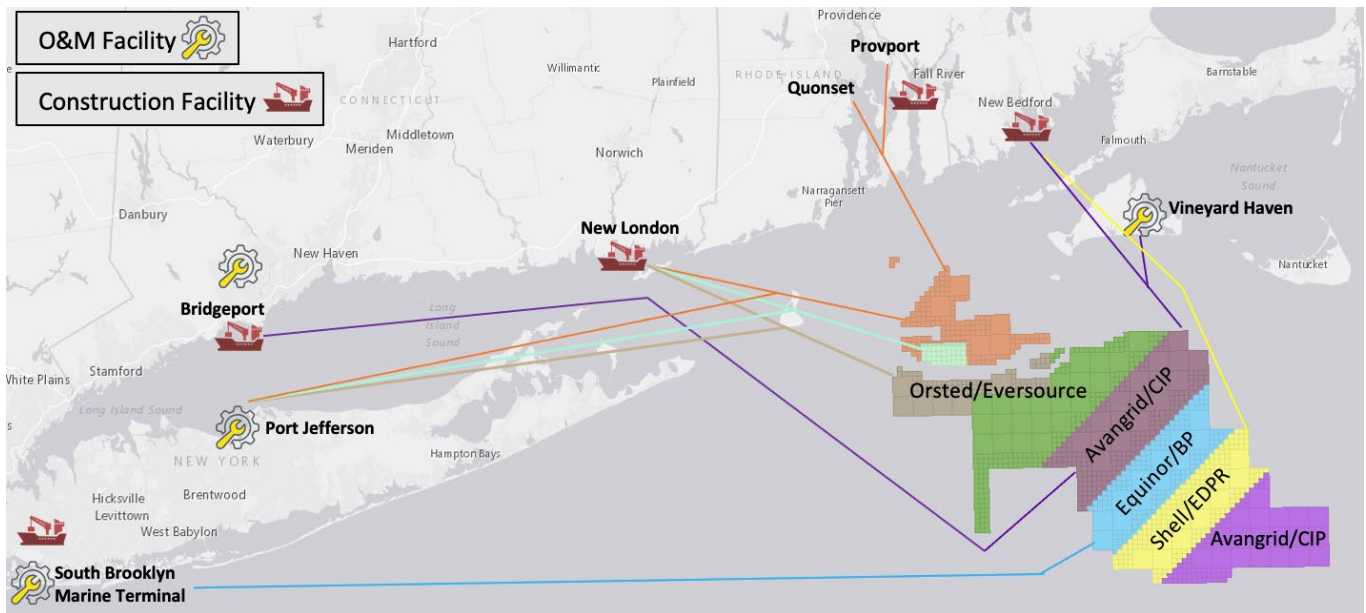 O&M Facility
Construction Facility
Providence
Provport
Hartford
Willimantic
Plainfield
RHODE ISLAND
Fall River
Barnstable
Quonset
CONNECTICUT
New Bedford
Waterbury
Middletown
Meriden
Norwich
Falmouth
Nantucket
Sound
Danbury
Narragansett
Pier
Vineyard Haven
New London
New Haven
Nantucket
Bridgeport
Long
Island
Sound
Stamford
White Plains
Long Island Sound
Orsted/Eversource
Avangrid/CIP
Port Jefferson
Hampton Bays
NEW YORK
Equinor/BP
Hicksville
Brentwood
Levittown
Shell/EDPR
West Babylon
Avangrid/CIP
South Brooklyn
Marine Terminal